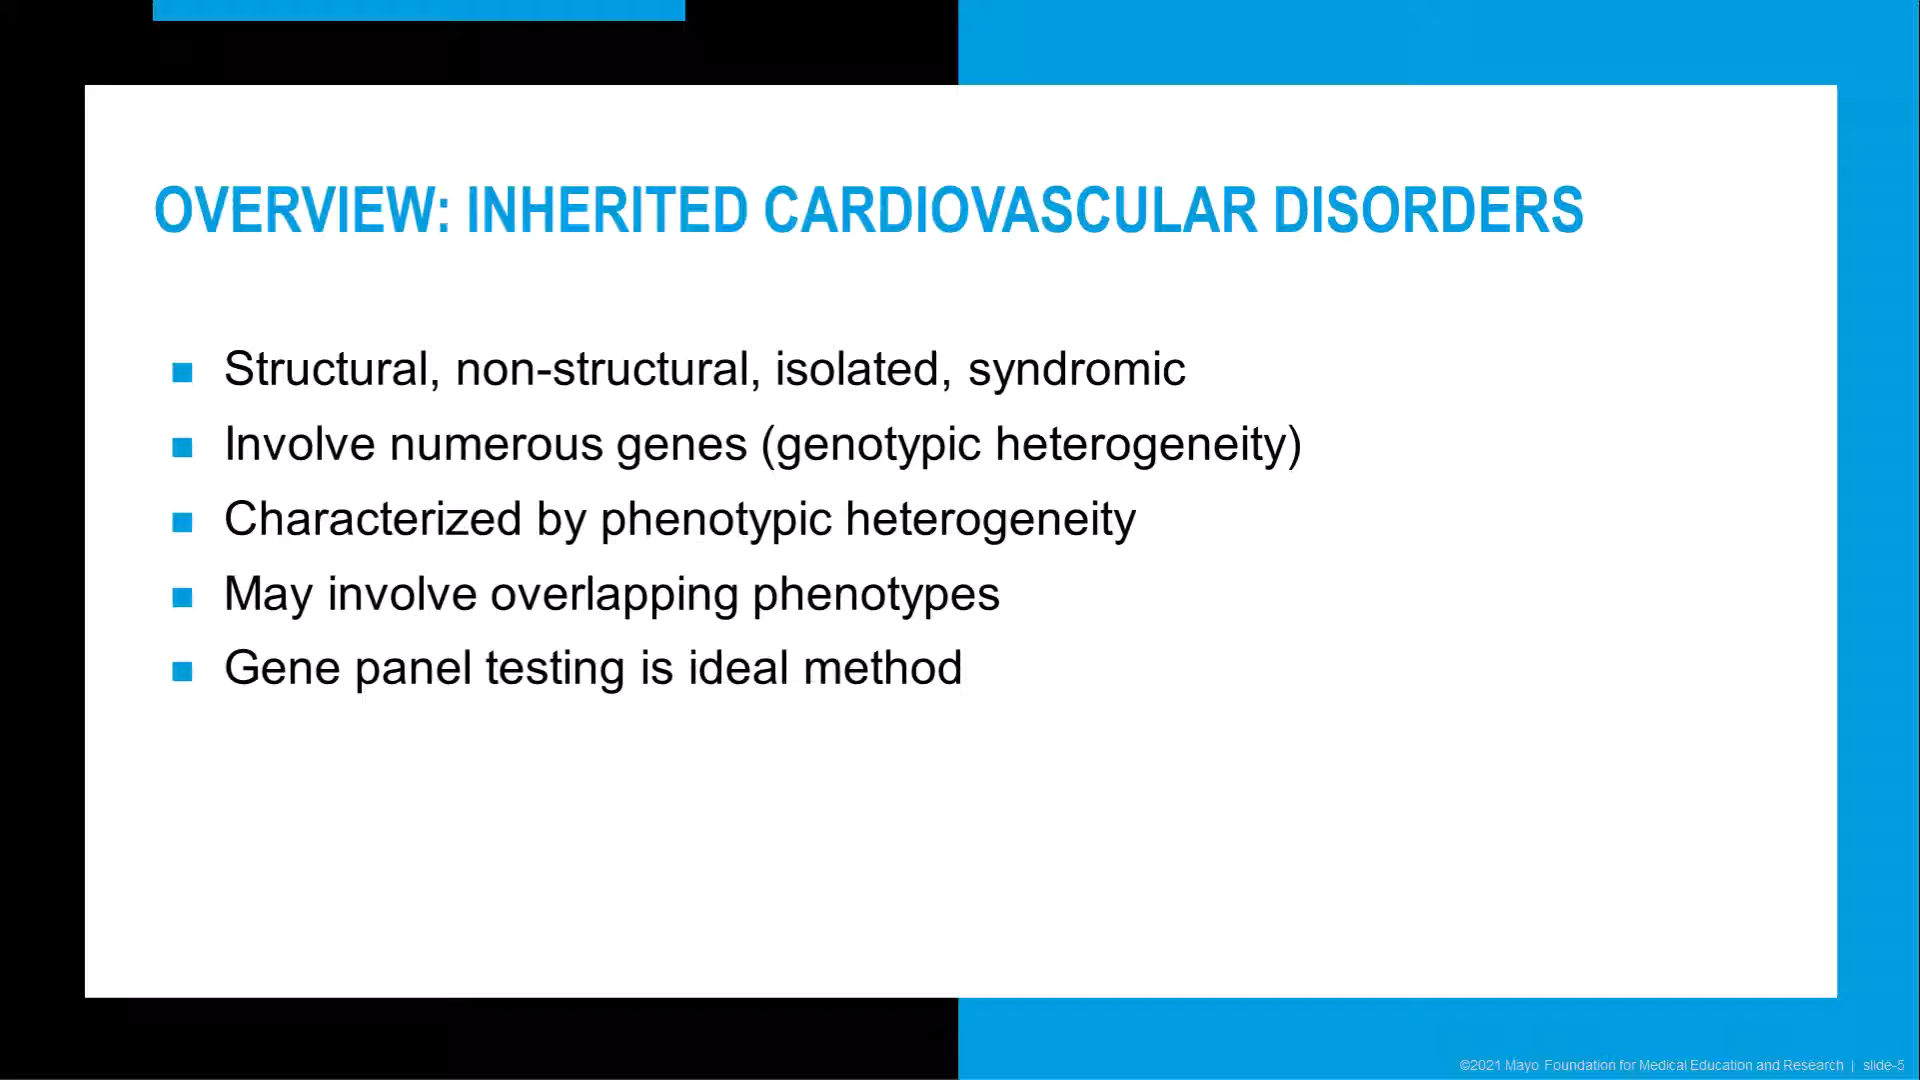 OVERVIEW: INHERITED CARDIOVASCULAR DISORDERS
Structural, non-structural, isolated, syndromic
Involve numerous genes (genotypic heterogeneity)
Characterized by phenotypic heterogeneity
May involve overlapping phenotypes
Gene panel testing is ideal method
©2021 Mayo Foundation for Medical Education and Research | slide-5